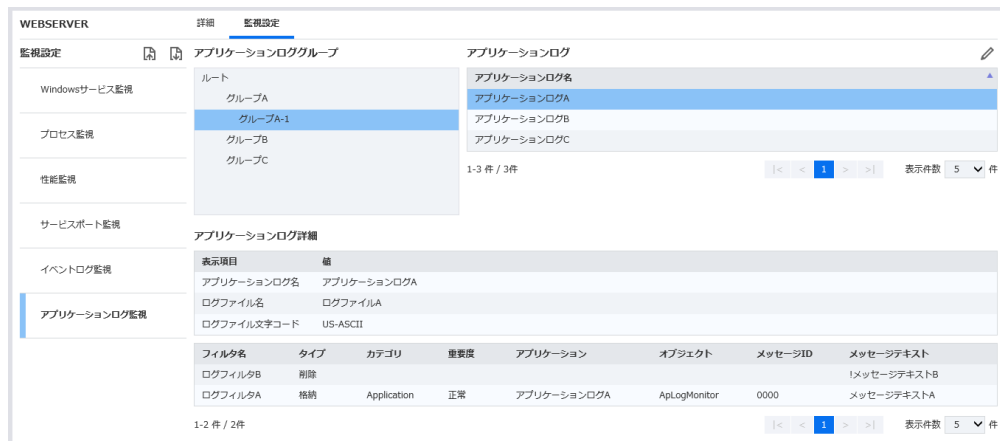 WEBSERVER
詳細 監視設定
監視設定
Windowsサービス監視
プロセス監視
性能監視
サービスポート監視
イベントログ監視
アプリケーションログ監視
アプリケーションロググループ
ルート
グループA
グループA-1
グループB
グループC
アプリケーションログ
アプリケーションログ名
アプリケーションログA
アプリケーションログB
アプリケーションログC
1-3 件 / 3件 |< < 1 > >| 表示件数 5 件
アプリケーションログ詳細
表示項目 値
アプリケーションログ名 アプリケーションログA
ログファイル名 ログファイルA
ログファイル文字コード US-ASCII
フィルタ名 タイプ カテゴリ 重要度 アプリケーション オブジェクト メッセージID メッセージテキスト
ログフィルタB 削除 !メッセージテキストB
ログフィルタA 格納 Application 正常 アプリケーションログA ApLogMonitor 0000 メッセージテキストA
1-2 件 / 2件 |< < 1 > >| 表示件数 5 件